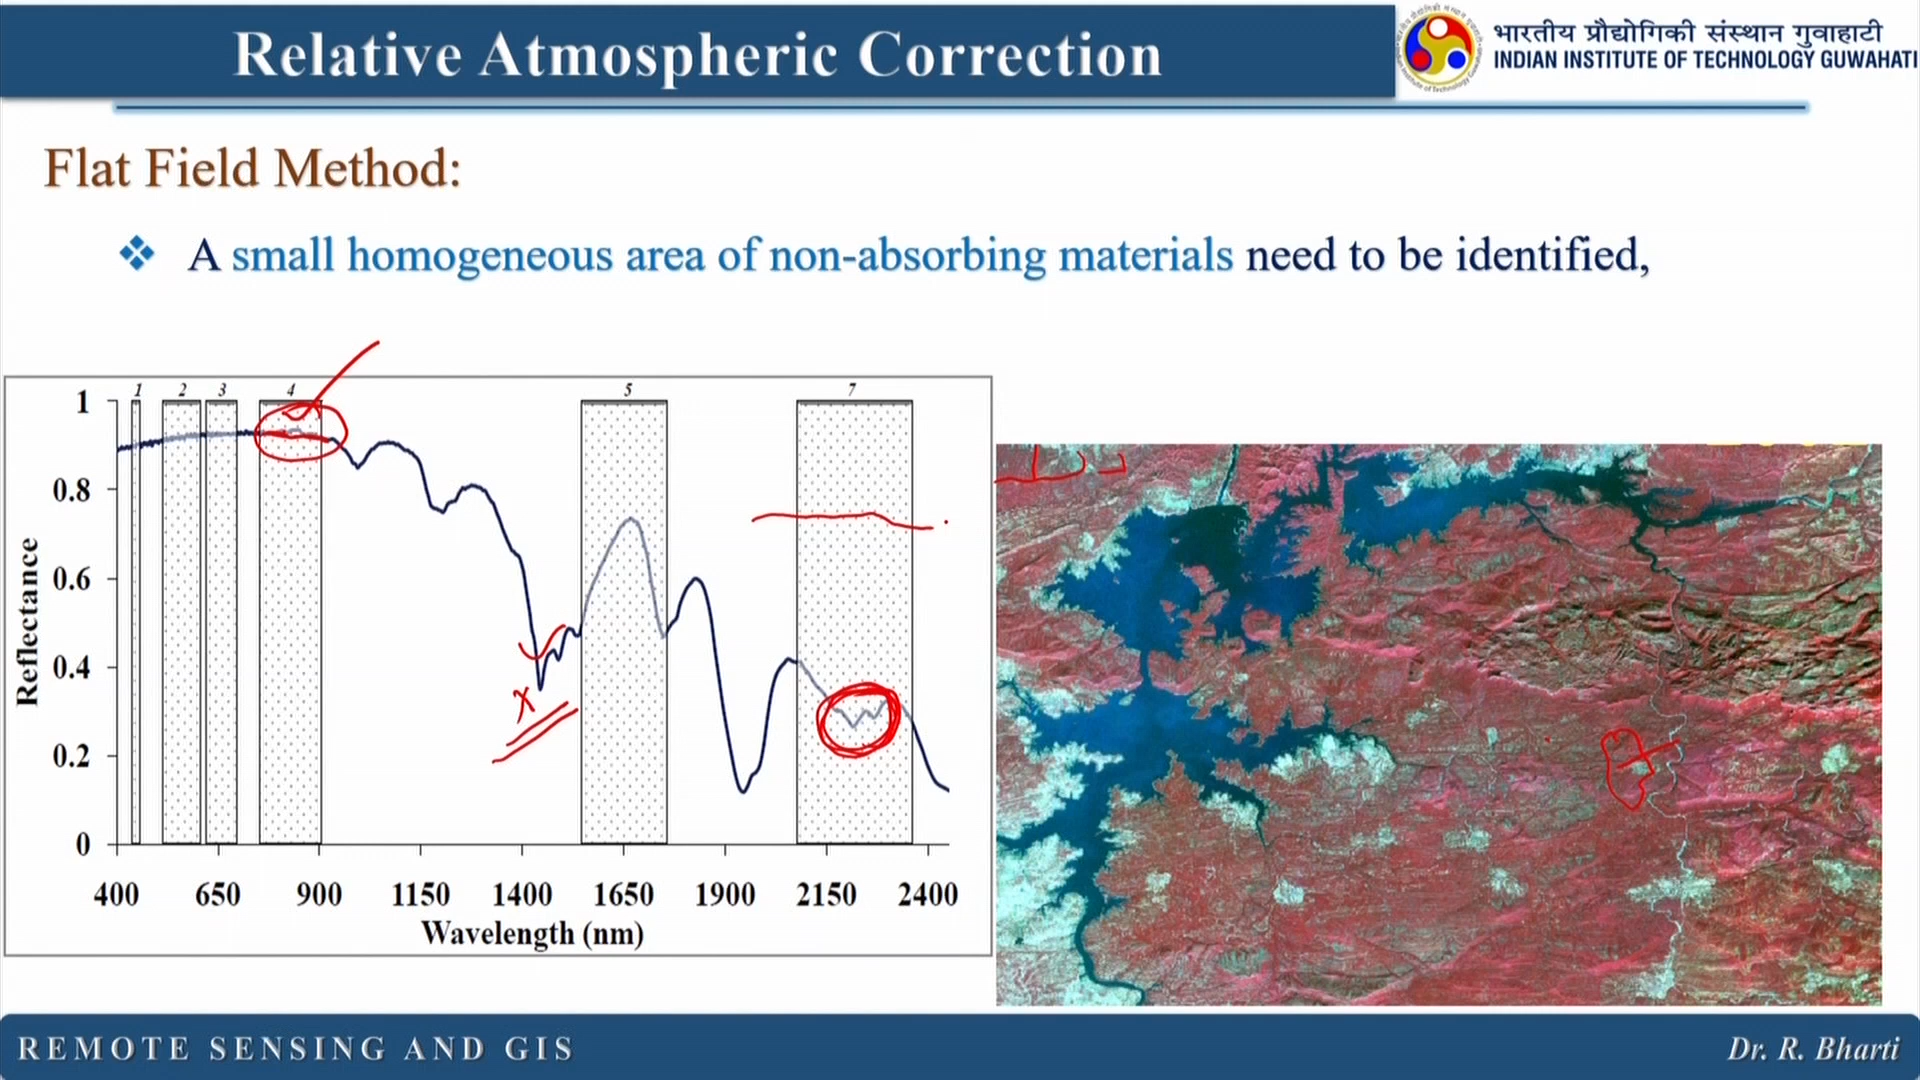 Relative Atmospheric Correction
भारतीय प्रौद्योगिकी संस्थान गुवाहाटी
INDIAN INSTITUTE OF TECHNOLOGY GUWAHATI
Flat Field Method:
❖ A small homogeneous area of non-absorbing materials need to be identified,
1 2 3 4 5 7
1
0.8
0.6
0.4
0.2
0
Reflectance
400 650 900 1150 1400 1650 1900 2150 2400
Wavelength (nm)
REMOTE SENSING AND GIS
Dr. R. Bharti